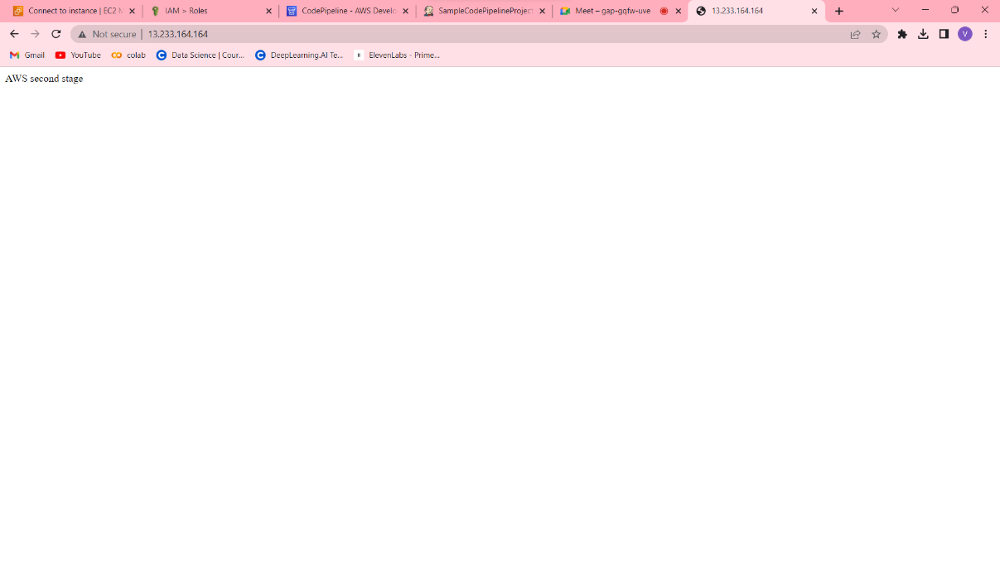 Connect to instance | EC2 M
IAM > Roles
CodePipeline - AWS Develo
SampleCodePipelineProject
Meet – gap-gqfw-uve
13.233.164.164
Not secure | 13.233.164.164
V
Gmail
YouTube
colab
Data Science | Cour...
DeepLearning.AI Te...
ElevenLabs - Prime...
AWS second stage